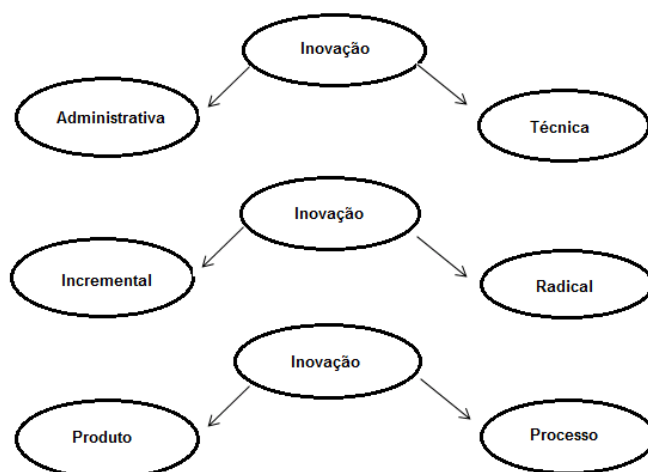 Inovação
Administrativa
Técnica
Inovação
Incremental
Radical
Inovação
Produto
Processo